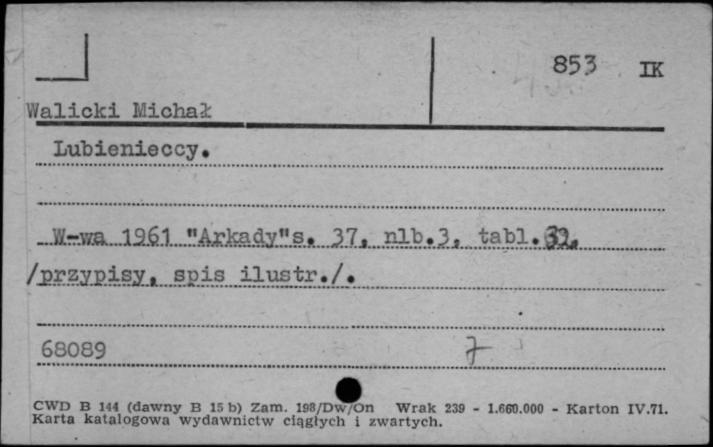 853 IK
Walicki Michał
Lubienieccy.
W-wa 1961 "Arkady"s. 37, nlb.3, tabl.
/przypisy, spis ilustr./.
68089
CWD B 144 (dawny B 15 b) Zam. 198/Dw/On Wrak 239 - 1.660.000 - Karton IV.71.
Karta katalogowa wydawnictw ciągłych i zwartych.